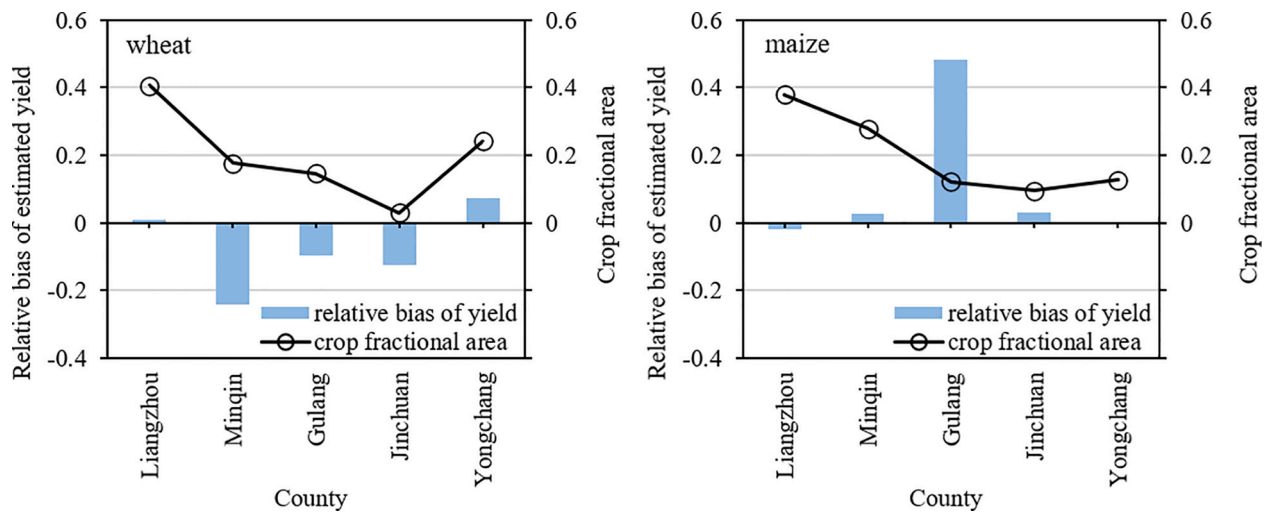 wheat
Relative bias of estimated yield
0.6
0.4
0.2
0
-0.2
-0.4
0.6
0.4
0.2
0
Crop fractional area
relative bias of yield
crop fractional area
Liangzhou
Minqin
Gulang
Jinchuan
Yongchang
County
maize
Relative bias of estimated yield
0.6
0.4
0.2
0
-0.2
-0.4
0.6
0.4
0.2
0
Crop fractional area
relative bias of yield
crop fractional area
Liangzhou
Minqin
Gulang
Jinchuan
Yongchang
County